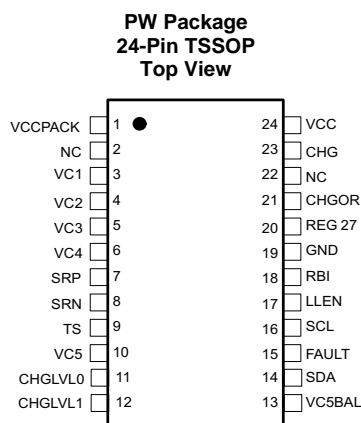 PW Package
24-Pin TSSOP
Top View
VCCPACK 1 24 VCC
NC 2 23 CHG
VC1 3 22 NC
VC2 4 21 CHGOR
VC3 5 20 REG 27
VC4 6 19 GND
SRP 7 18 RBI
SRN 8 17 LLEN
TS 9 16 SCL
VC5 10 15 FAULT
CHGLVL0 11 14 SDA
CHGLVL1 12 13 VC5BAL